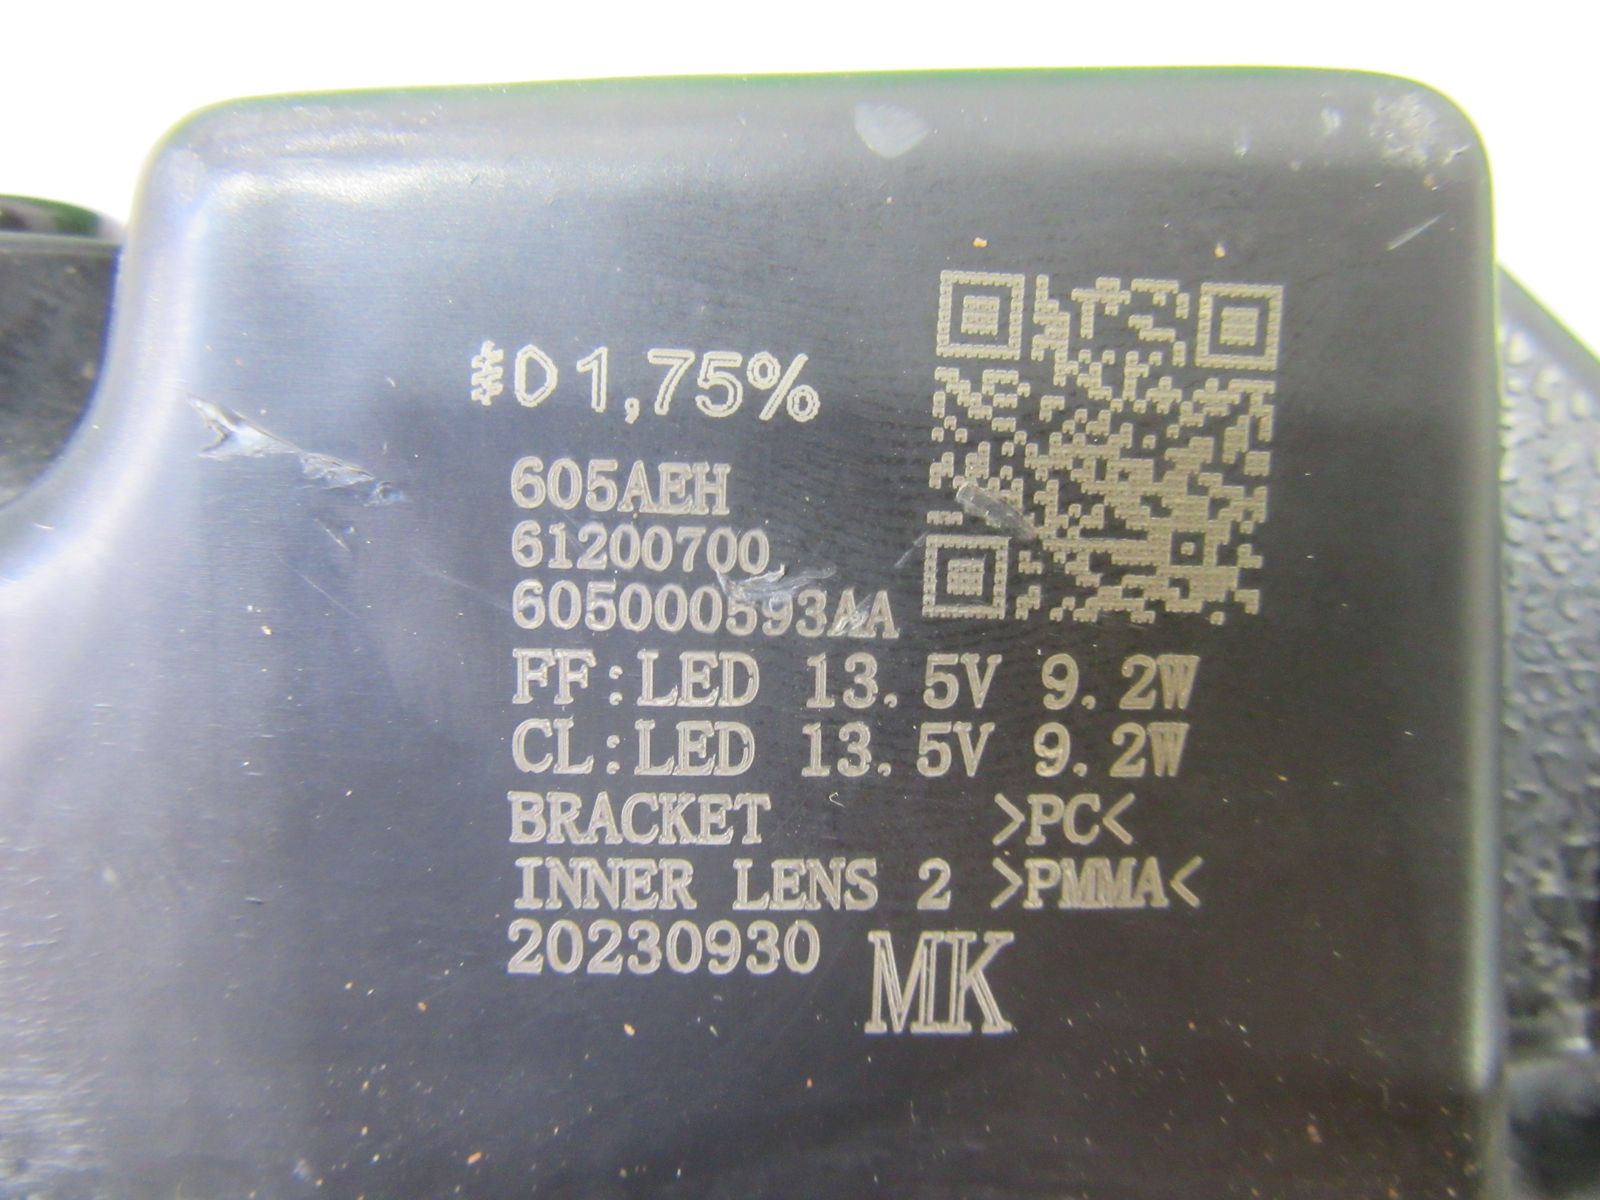 D 1,75%
605AEH
61200700
605000593AA
FF:LED 13.5V 9.2W
CL:LED 13.5V 9.2W
BRACKET >PC<
INNER LENS 2 >PMMA<
20230930 MK